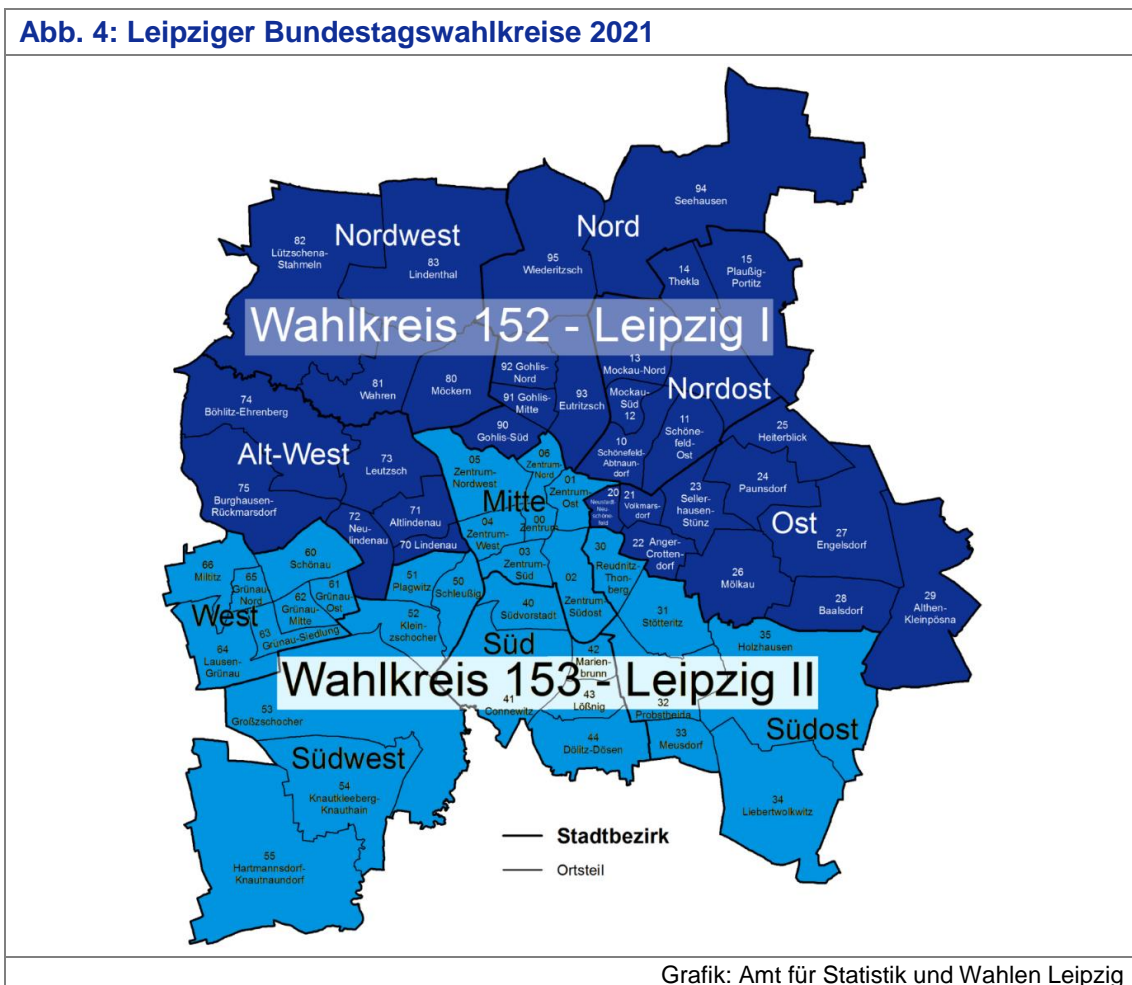 Abb. 4: Leipziger Bundestagswahlkreise 2021
94
Seehausen
Nord
Nordwest
82
Lützschena-
Stahmeln
83
Lindenthal
95
Wiederitzsch
14
Thekla
15
Plaußig-
Portitz
Wahlkreis 152 - Leipzig I
13
Mockau-Nord
92 Gohlis-
Nord
80
Möckern
81
Wahren
91 Gohlis-
Mitte
93
Eutritzsch
Mockau-
Süd
12
Nordost
74
Böhlitz-Ehrenberg
90
Gohlis-Süd
11
Schöne-
feld-
Ost
10
Schönefeld-
Abtnaun-
dorf
25
Heiterblick
Alt-West
73
Leutzsch
05
Zentrum-
Nordwest
06
Zentrum-
Nord
01
Zentrum-
Ost
24
Paunsdorf
75
Burghausen-
Rückmarsdorf
Mitte
20
Neustadt-
Neu-
schöne-
feld
21
Volkmars-
dorf
23
Seller-
hausen-
Stünz
Ost
72
Neu-
lindenau
71
Altlindenau
70 Lindenau
04
Zentrum-
West
00
Zentrum
22 Anger-
Crotten-
dorf
27
Engelsdorf
60
Schönau
03
Zentrum-
Süd
30
Reudnitz-
Thon-
berg
26
Mölkau
66
Miltitz
65
Grünau-
Nord
61
Grünau-
Ost
51
Plagwitz
50
Schleußig
02
Zentrum-
Südost
28
Baalsdorf
29
Althen-
Kleinpösna
West
62
Grünau-
Mitte
63
Grünau-Siedlung
52
Klein-
zschocher
40
Südvorstadt
31
Stötteritz
64
Lausen-
Grünau
Süd
42
Marien-
brunn
35
Holzhausen
Wahlkreis 153 - Leipzig II
53
Großzschocher
41
Connewitz
43
Lößnig
32
Probstheida
Südost
44
Dölitz-Dösen
33
Meusdorf
Südwest
54
Knautkleeberg-
Knauthain
34
Liebertwolkwitz
55
Hartmannsdorf-
Knautnaundorf
Stadtbezirk
Ortsteil
Grafik: Amt für Statistik und Wahlen Leipzig